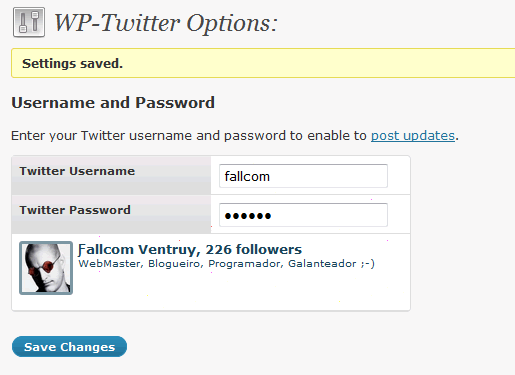 WP-Twitter Options:
Settings saved.
Username and Password
Enter your Twitter username and password to enable to post updates.
Twitter Username fallcom
Twitter Password ••••••
Fallcom Ventruy, 226 followers
WebMaster, Blogueiro, Programador, Galanteador ;-)
Save Changes